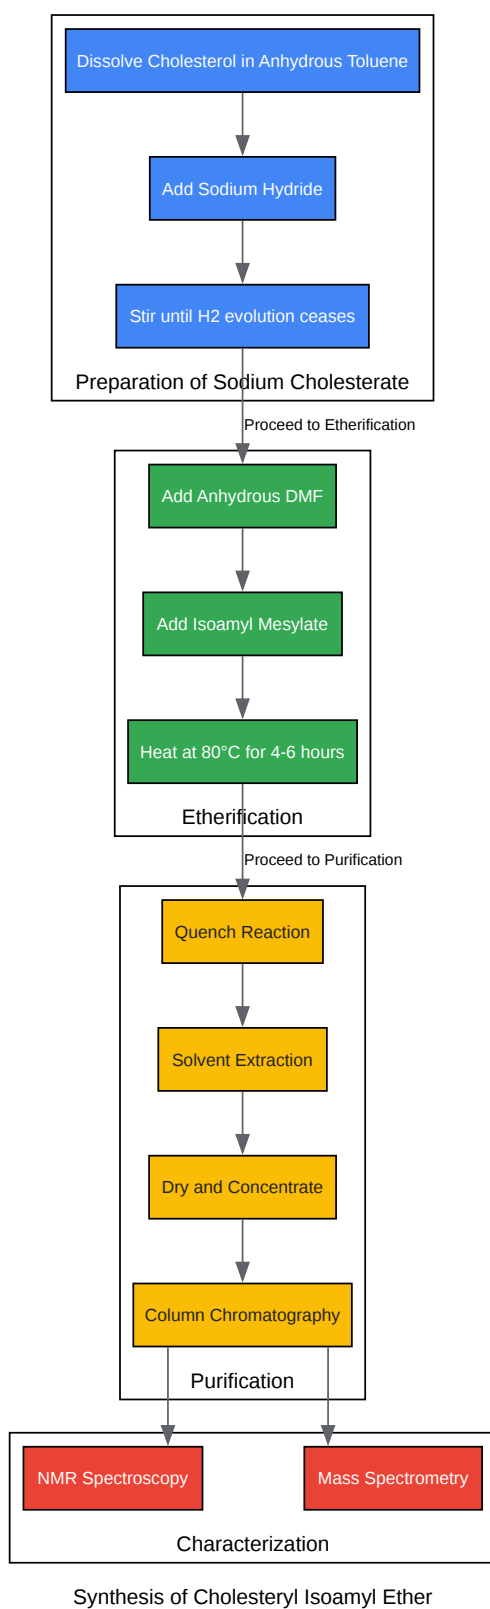 Dissolve Cholesterol in Anhydrous Toluene
Add Sodium Hydride
Stir until H2 evolution ceases
Preparation of Sodium Cholesterate
Proceed to Etherification
Add Anhydrous DMF
Add Isoamyl Mesylate
Heat at 80°C for 4-6 hours
Etherification
Proceed to Purification
Quench Reaction
Solvent Extraction
Dry and Concentrate
Column Chromatography
Purification
NMR Spectroscopy
Mass Spectrometry
Characterization
Synthesis of Cholesteryl Isoamyl Ether